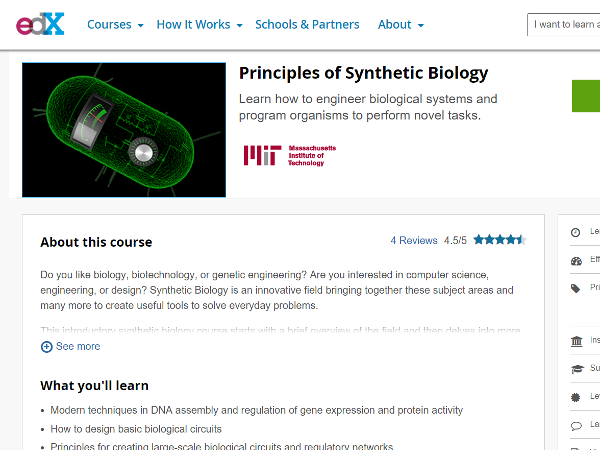 edX
Courses How It Works Schools & Partners About
I want to learn a
Principles of Synthetic Biology
Learn how to engineer biological systems and
program organisms to perform novel tasks.
MIT Massachusetts
Institute of
Technology
About this course
4 Reviews 4.5/5
Do you like biology, biotechnology, or genetic engineering? Are you interested in computer science,
engineering, or design? Synthetic Biology is an innovative field bringing together these subject areas and
many more to create useful tools to solve everyday problems.
This introductory synthetic biology course starts with a brief overview of the field and then delves into more
See more
What you'll learn
Modern techniques in DNA assembly and regulation of gene expression and protein activity
How to design basic biological circuits
Principles for creating large-scale biological circuits and regulatory networks
Le
Eff
Pri
Ins
Su
Le
La